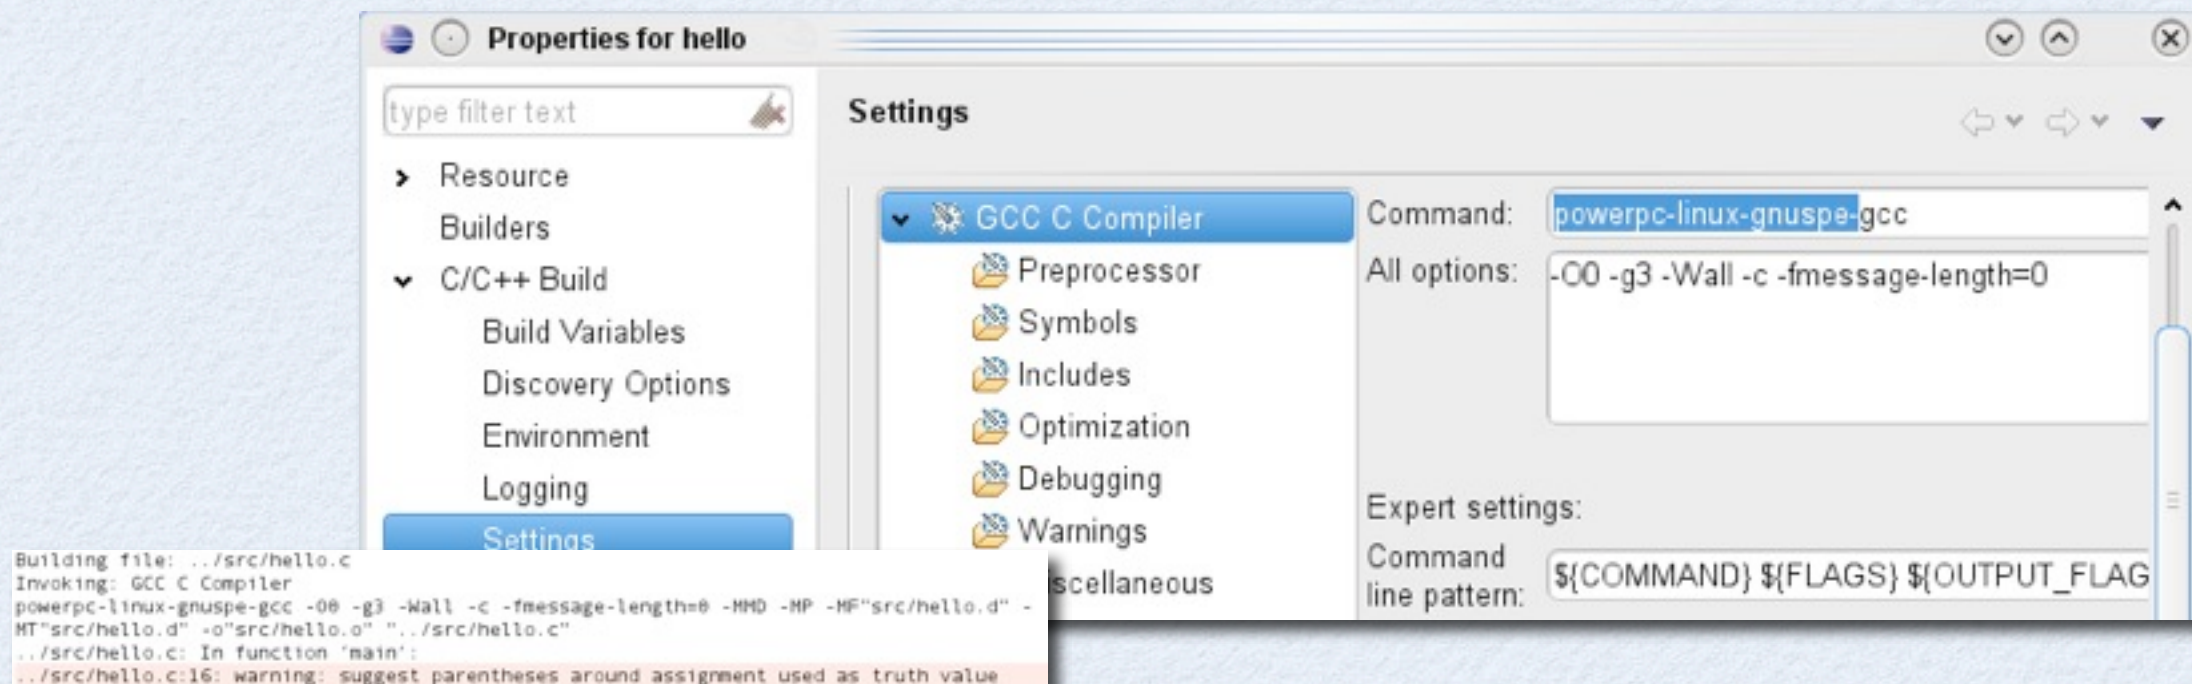 Properties for hello
type filter text
Resource
Builders
C/C++ Build
Build Variables
Discovery Options
Environment
Logging
Settings
Settings
GCC C Compiler
Preprocessor
Symbols
Includes
Optimization
Debugging
Warnings
iscellaneous
Command: powerpc-linux-gnuspe-gcc
All options: -O0 -g3 -Wall -c -fmessage-length=0
Expert settings:
Command
line pattern: ${COMMAND} ${FLAGS} ${OUTPUT_FLAG
Building file: ../src/hello.c
Invoking: GCC C Compiler
powerpc-linux-gnuspe-gcc -O0 -g3 -Wall -c -fmessage-length=0 -MMD -MP -MF"src/hello.d" -
MT"src/hello.d" -o"src/hello.o" "../src/hello.c"
../src/hello.c: In function 'main':
../src/hello.c:16: warning: suggest parentheses around assignment used as truth value